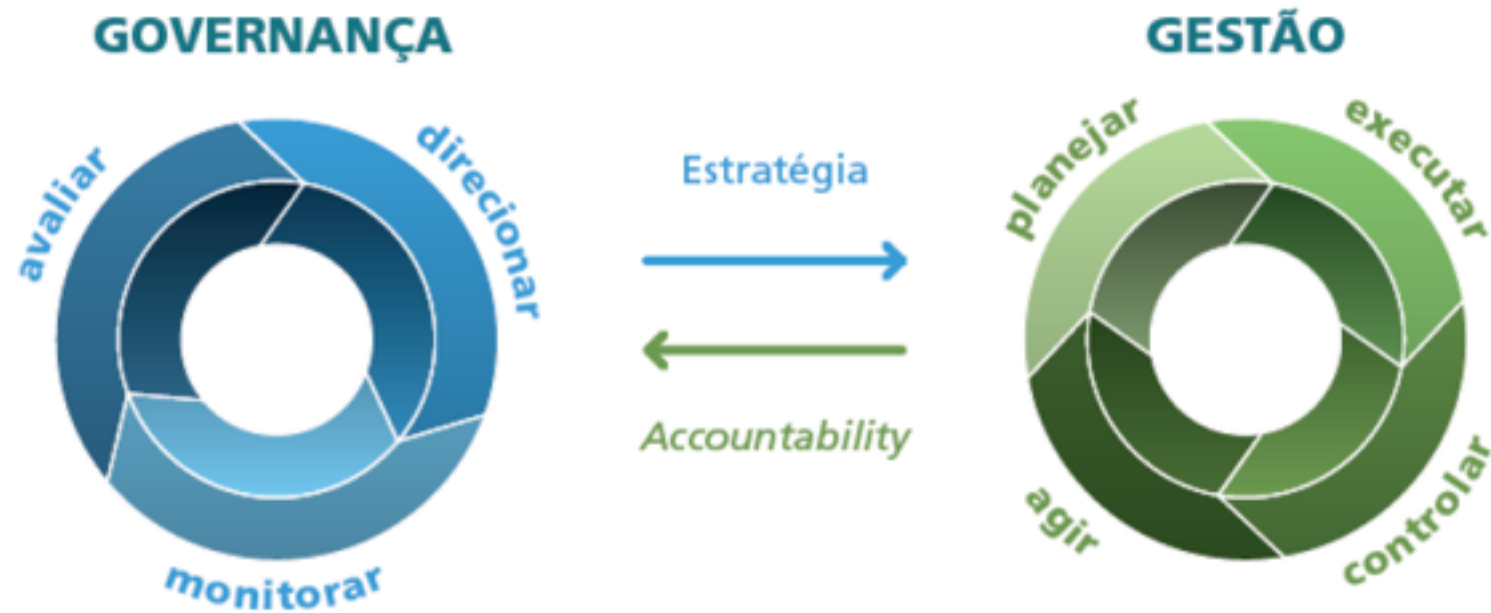 GOVERNANÇA
avaliar
direcionar
monitorar
Estratégia
Accountability
GESTÃO
planejar
executar
controlar
agir